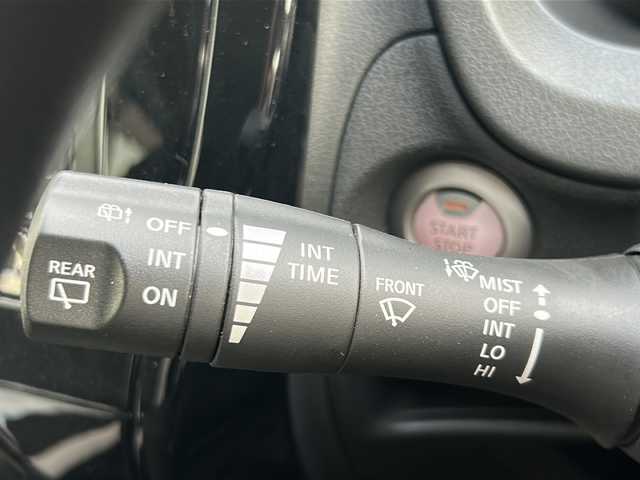 REAR
OFF
INT
ON
INT
TIME
FRONT
MIST
OFF
INT
LO
HI
START
STOP